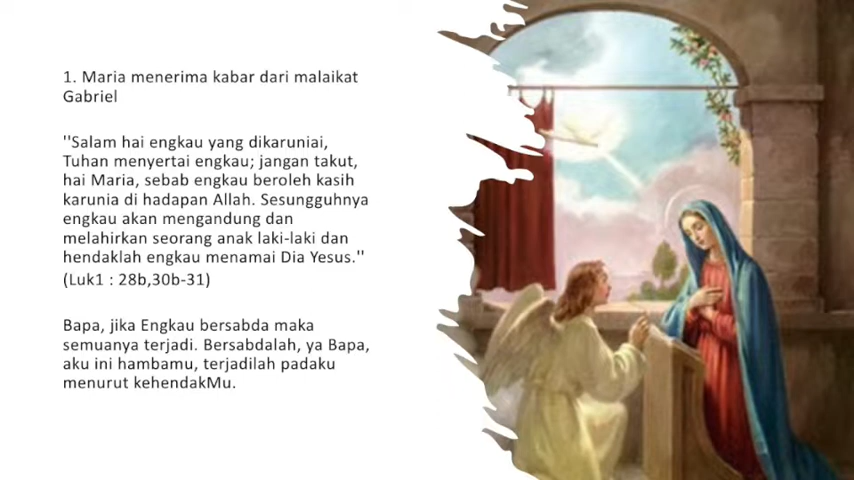 1. Maria menerima kabar dari malaikat
Gabriel
''Salam hai engkau yang dikaruniai,
Tuhan menyertai engkau; jangan takut,
hai Maria, sebab engkau beroleh kasih
karunia di hadapan Allah. Sesungguhnya
engkau akan mengandung dan
melahirkan seorang anak laki-laki dan
hendaklah engkau menamai Dia Yesus.''
(Luk1 : 28b,30b-31)
Bapa, jika Engkau bersabda maka
semuanya terjadi. Bersabdalah, ya Bapa,
aku ini hambamu, terjadilah padaku
menurut kehendakMu.